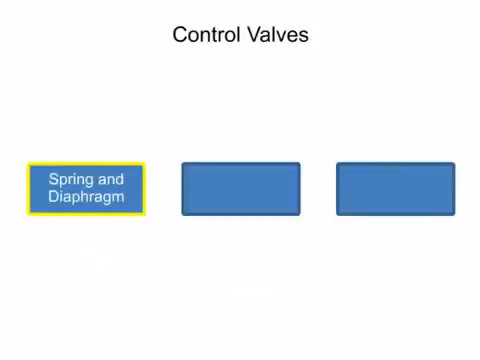 Control Valves
Spring and
Diaphragm